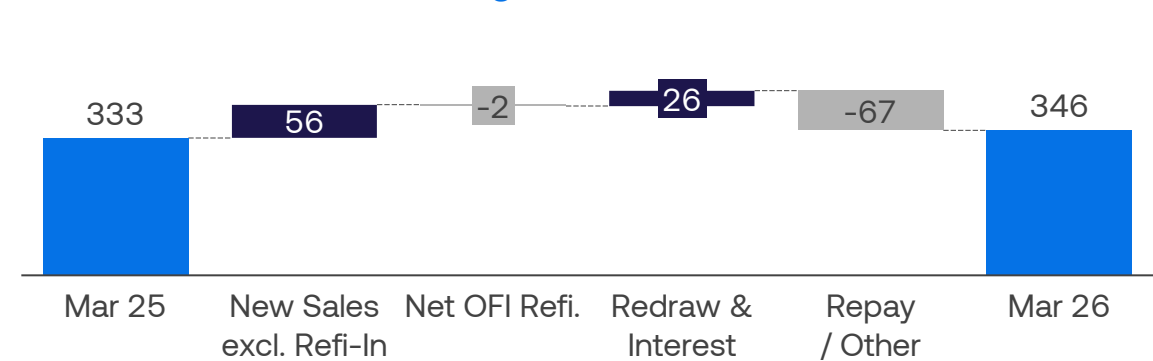 333
56
-2
26
-67
346
Mar 25
New Sales
excl. Refi-In
Net OFI Refi.
Redraw &
Interest
Repay
/ Other
Mar 26